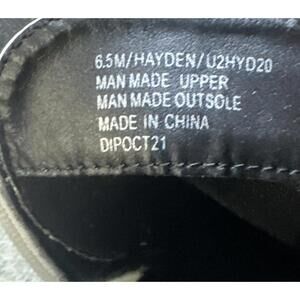 6.5M/HAYDEN/U2HYD20
MAN MADE UPPER
MAN MADE OUTSOLE
MADE IN CHINA
DIPOCT21